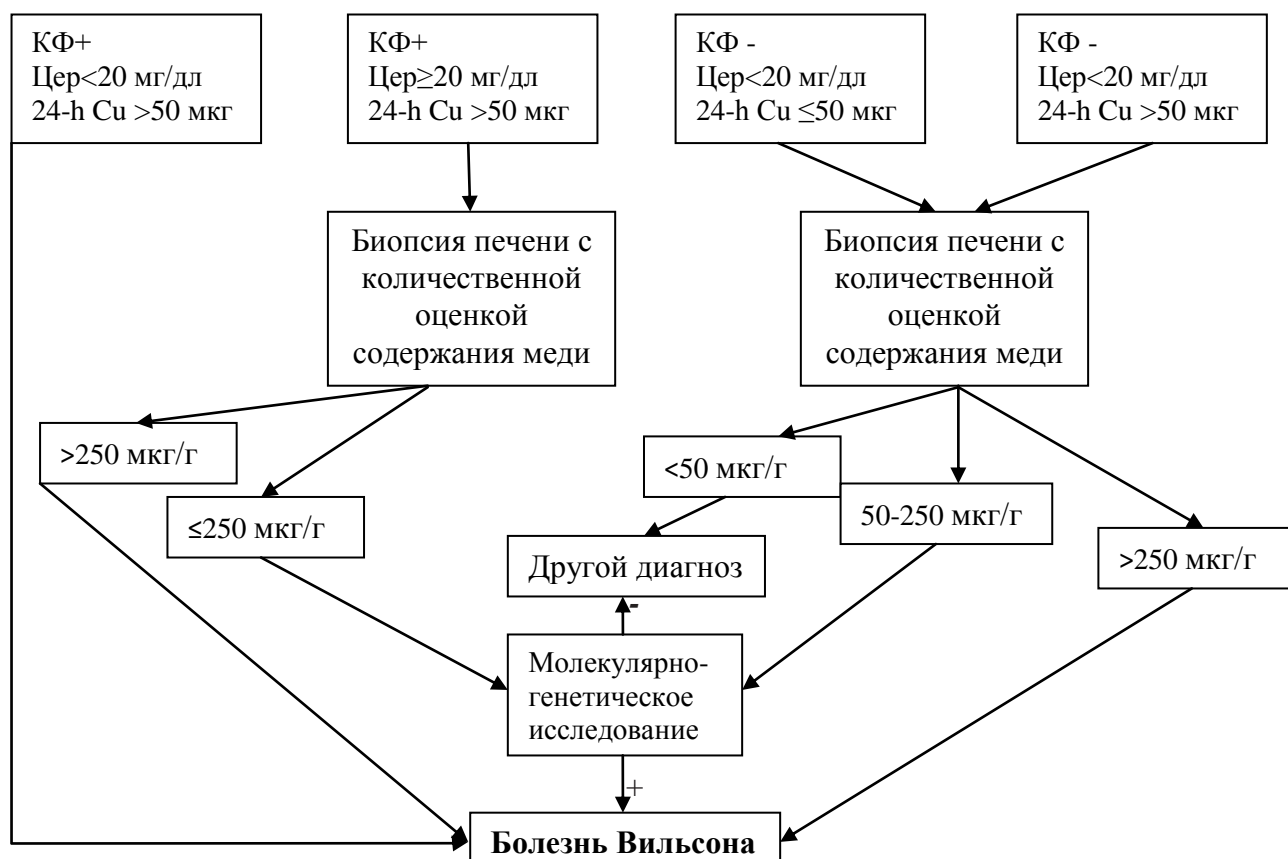 КФ+
Цер<20 мг/дл
24-h Cu >50 мкг
КФ+
Цер≥20 мг/дл
24-h Cu >50 мкг
КФ -
Цер<20 мг/дл
24-h Cu ≤50 мкг
КФ -
Цер<20 мг/дл
24-h Cu >50 мкг
Биопсия печени с
количественной
оценкой
содержания меди
Биопсия печени с
количественной
оценкой
содержания меди
>250 мкг/г
≤250 мкг/г
<50 мкг/г
50-250 мкг/г
>250 мкг/г
Другой диагноз
-
Молекулярно-
генетическое
исследование
+
Болезнь Вильсона